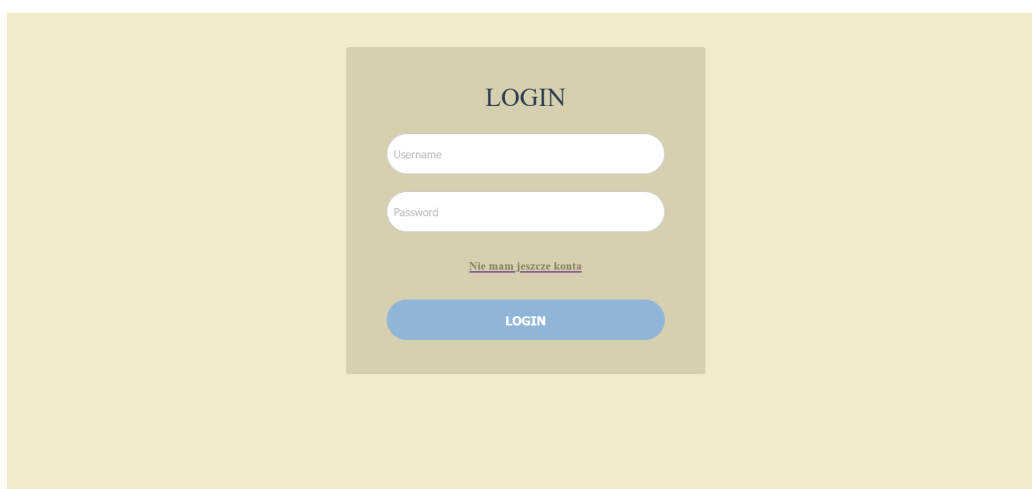 LOGIN
Username
Password
Nie mam jeszcze konta
LOGIN